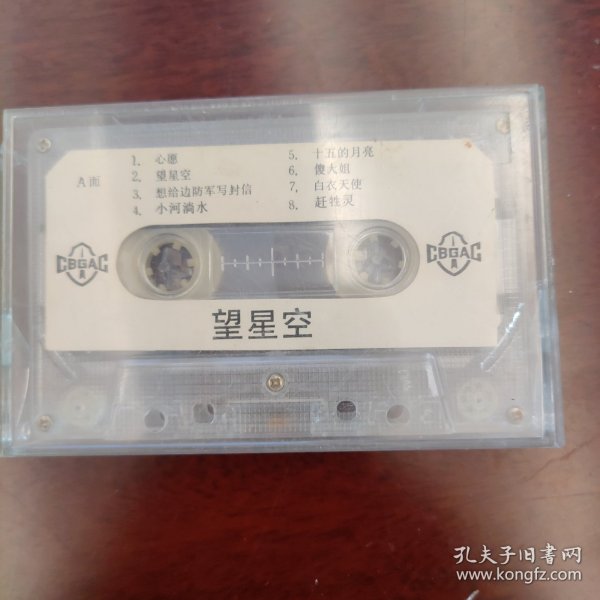 A面
1. 心愿
2. 望星空
3. 想给边防军写封信
4. 小河淌水
5. 十五的月亮
6. 傻大姐
7. 白衣天使
8. 赶牲灵
CBGAC
CBGAC
望星空
孔夫子旧书网
www.kongfz.com